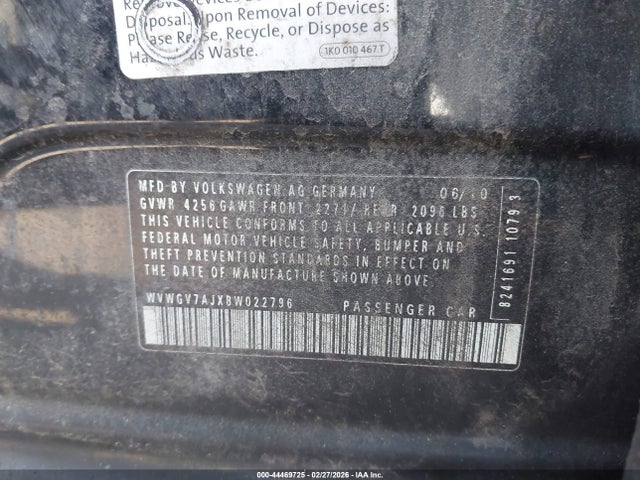 Disposal. Upon Removal of Devices:
Please Reuse, Recycle, or Dispose as
Hazardous Waste.
1K0 010 467 T
MFD BY VOLKSWAGEN AG GERMANY 06/10
GVWR 4256 GAWR FRONT 2271/ REAR 2096 LBS
THIS VEHICLE CONFORMS TO ALL APPLICABLE U.S.
FEDERAL MOTOR VEHICLE SAFETY, BUMPER AND
THEFT PREVENTION STANDARDS IN EFFECT ON
THE DATE OF MANUFACTURE SHOWN ABOVE
WVWGV7AJXBW022796 PASSENGER CAR
8241691 1079 3
000-44469725 - 02/27/2026 - IAA Inc.